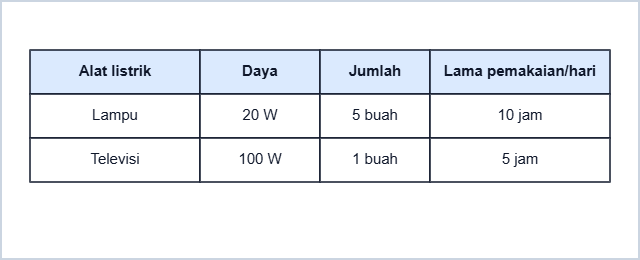 Alat listrik Daya Jumlah Lama pemakaian/hari
Lampu 20 W 5 buah 10 jam
Televisi 100 W 1 buah 5 jam